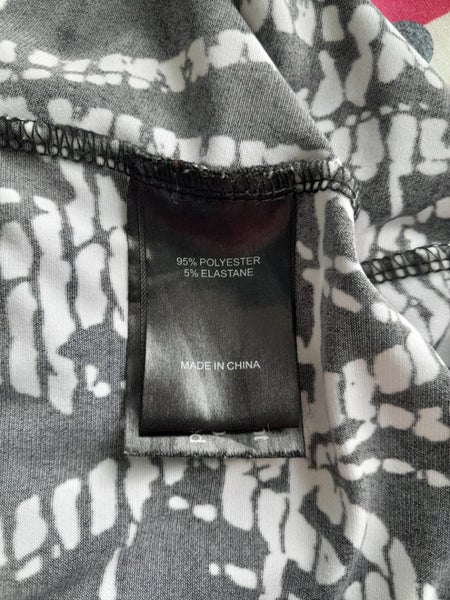 95% POLYESTER
5% ELASTANE
MADE IN CHINA